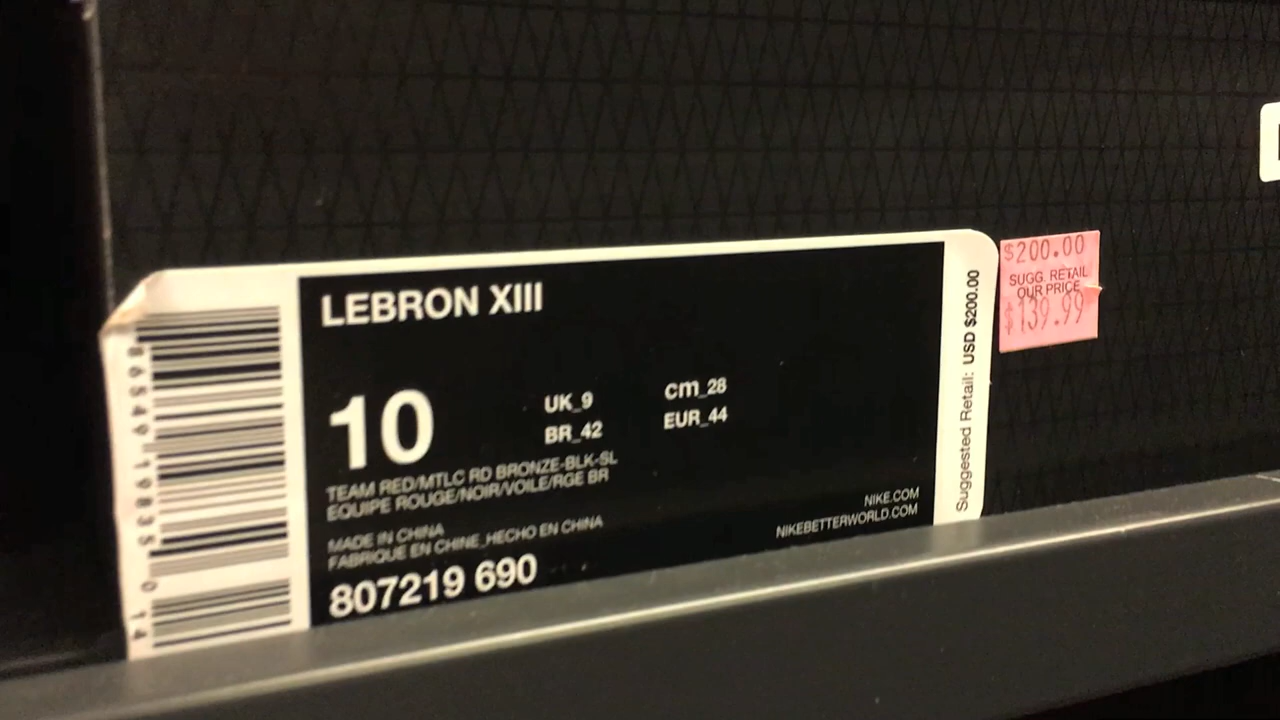 LEBRON XIII
10
UK_9
cm_28
BR_42
EUR_44
TEAM RED/MTLC RD BRONZE-BLK-SL
EQUIPE ROUGE/NOIR/VOILE/RGE BR
MADE IN CHINA
FABRIQUE EN CHINE_HECHO EN CHINA
807219 690
NIKE.COM
NIKEBETTERWORLD.COM
Suggested Retail: USD $200.00
$200.00
SUGG. RETAIL
OUR PRICE
$139.99